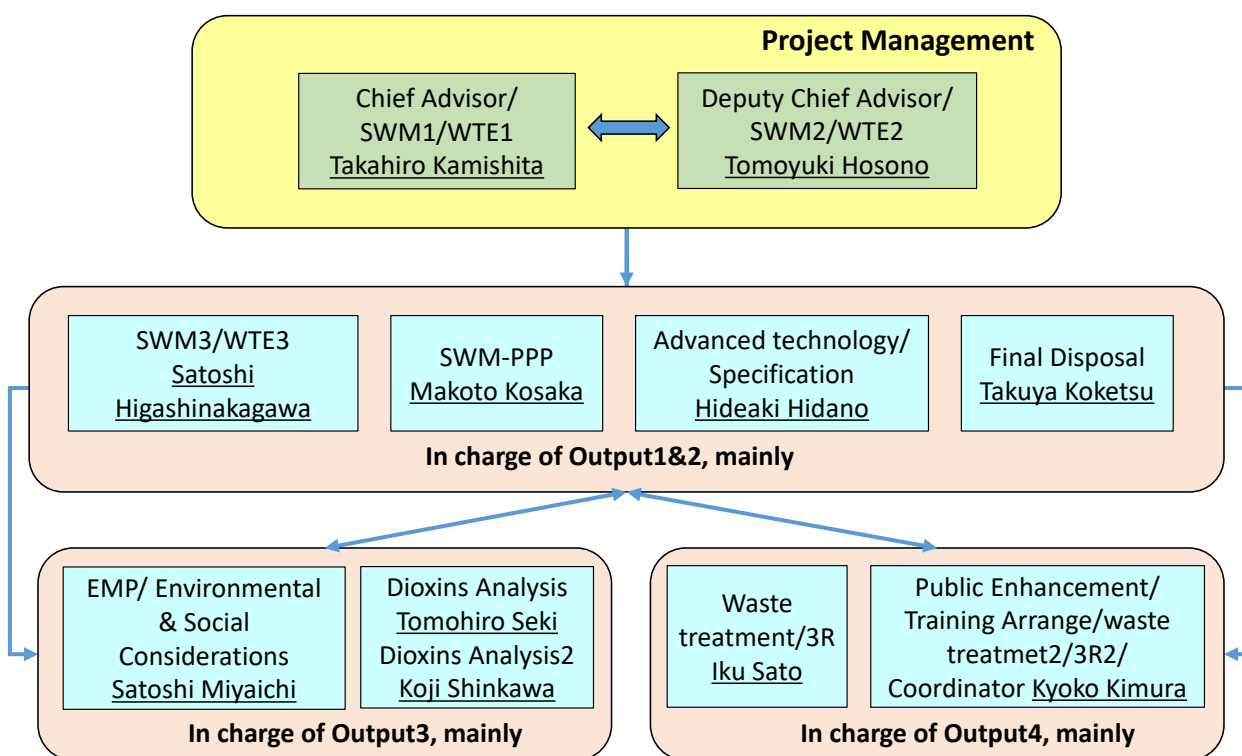 Project Management
Chief Advisor/
SWM1/WTE1
Takahiro Kamishita
Deputy Chief Advisor/
SWM2/WTE2
Tomoyuki Hosono
SWM3/WTE3
Satoshi
Higashinakagawa
SWM-PPP
Makoto Kosaka
Advanced technology/
Specification
Hideaki Hidano
Final Disposal
Takuya Koketsu
In charge of Output1&2, mainly
EMP/ Environmental
& Social
Considerations
Satoshi Miyaichi
Dioxins Analysis
Tomohiro Seki
Dioxins Analysis2
Koji Shinkawa
In charge of Output3, mainly
Waste
treatment/3R
Iku Sato
Public Enhancement/
Training Arrange/waste
treatmet2/3R2/
Coordinator Kyoko Kimura
In charge of Output4, mainly